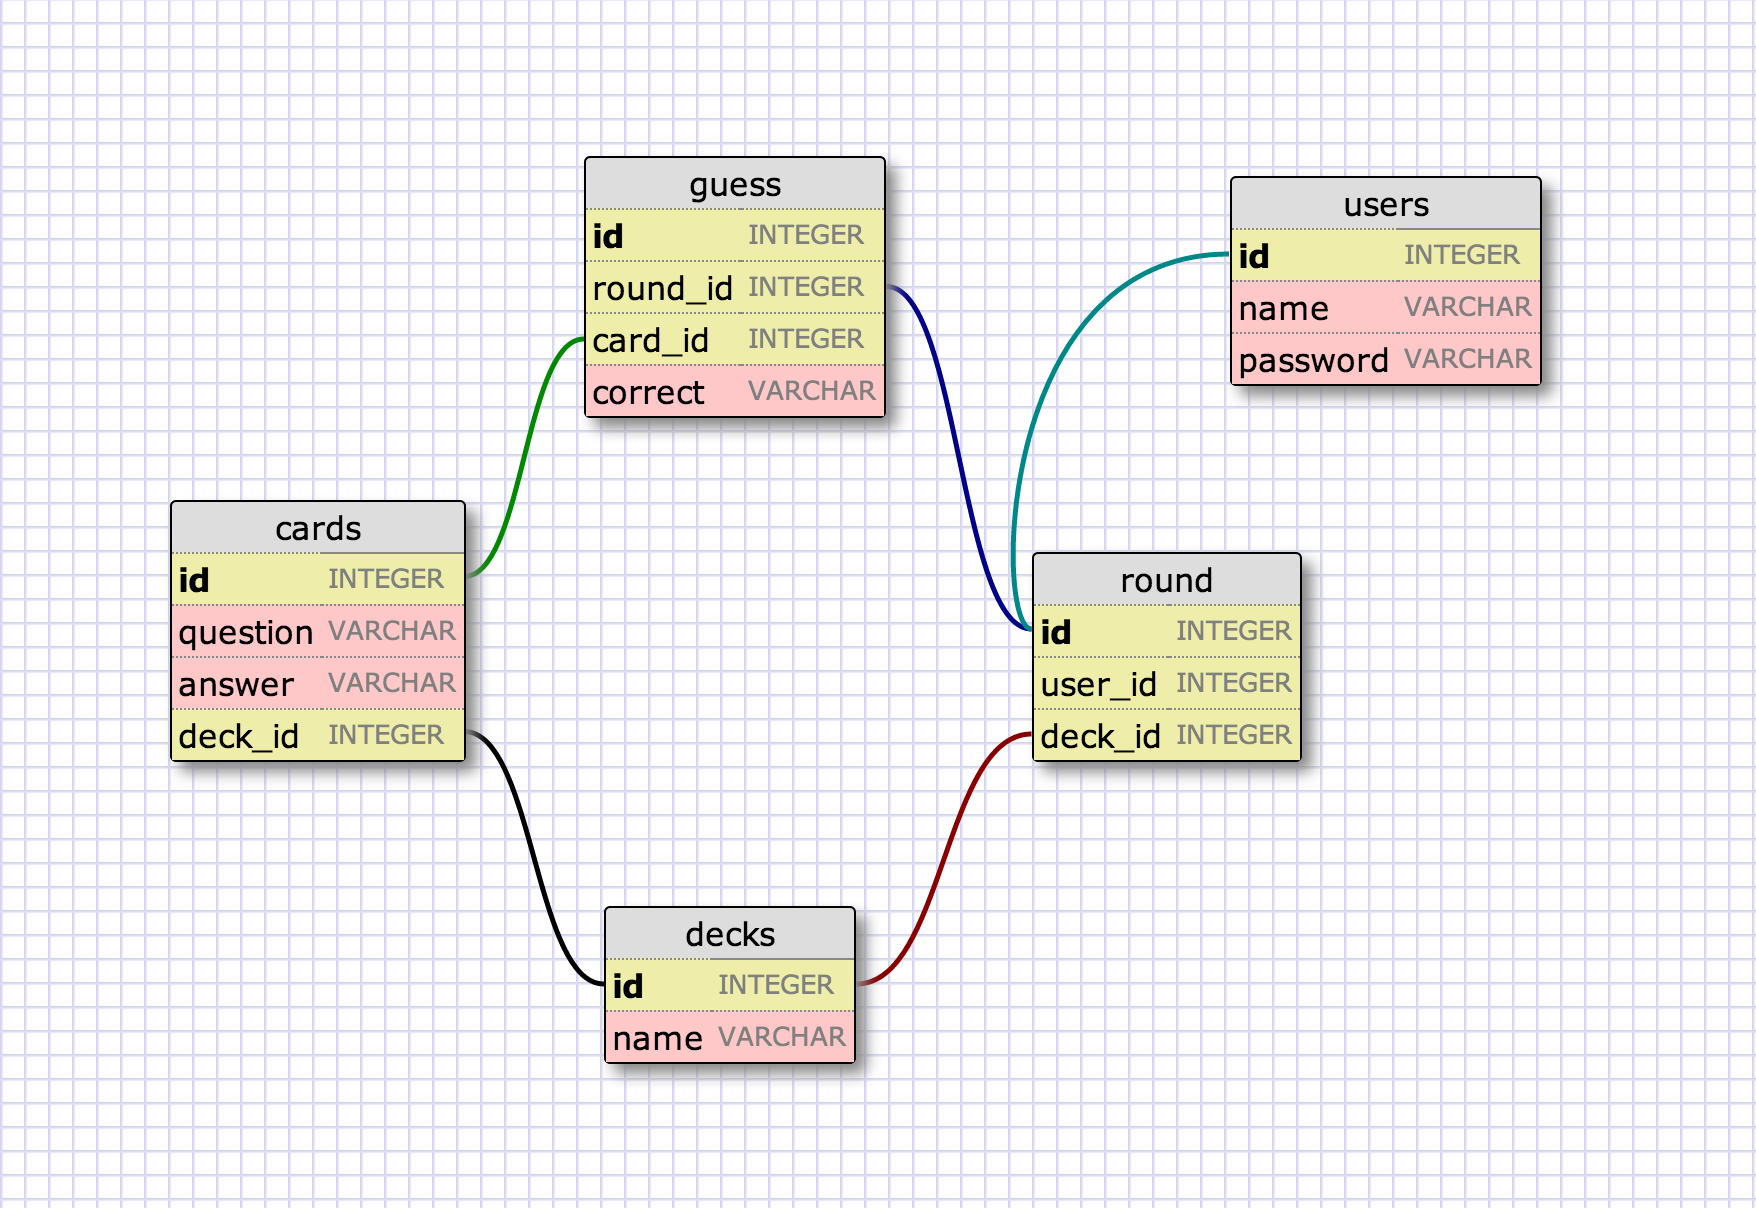 guess
id INTEGER
round_id INTEGER
card_id INTEGER
correct VARCHAR
users
id INTEGER
name VARCHAR
password VARCHAR
cards
id INTEGER
question VARCHAR
answer VARCHAR
deck_id INTEGER
round
id INTEGER
user_id INTEGER
deck_id INTEGER
decks
id INTEGER
name VARCHAR